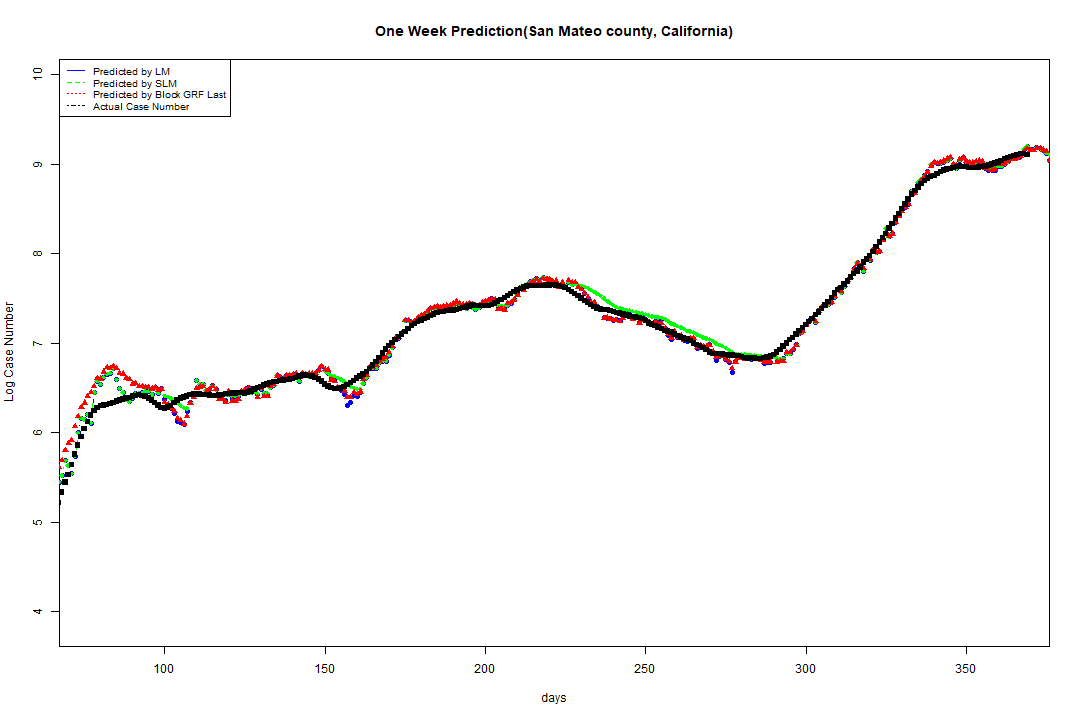 One Week Prediction(San Mateo county, California)
Predicted by LM
Predicted by SLM
Predicted by Block GRF Last
Actual Case Number
10
9
8
7
6
5
4
Log Case Number
100 150 200 250 300 350
days